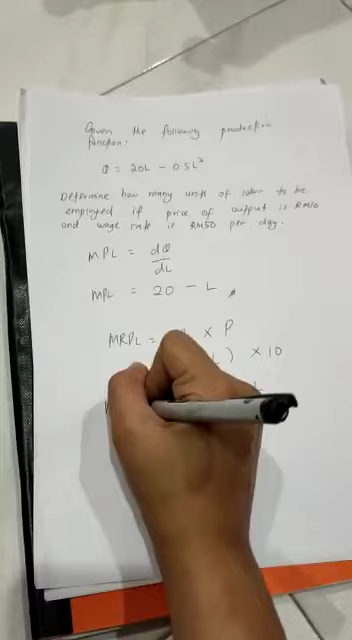 Given the following production
function:
Q = 20L - 0.5L²
Determine how many units of labor to be
employed if price of output is RM10
and wage rate is RM50 per day.
MPL = dQ
dL
MPL = 20 - L
MRPL = × P
) × 10